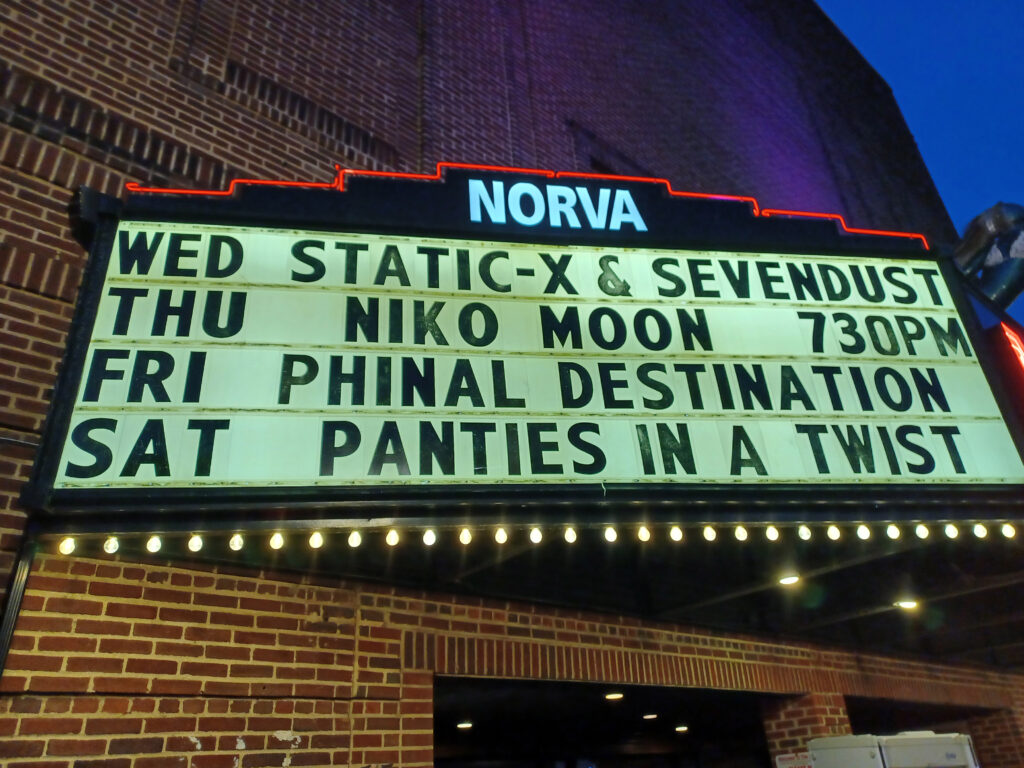 NORVA
WED STATIC-X & SEVENDUST
THU NIKO MOON 730PM
FRI PHINAL DESTINATION
SAT PANTIES IN A TWIST